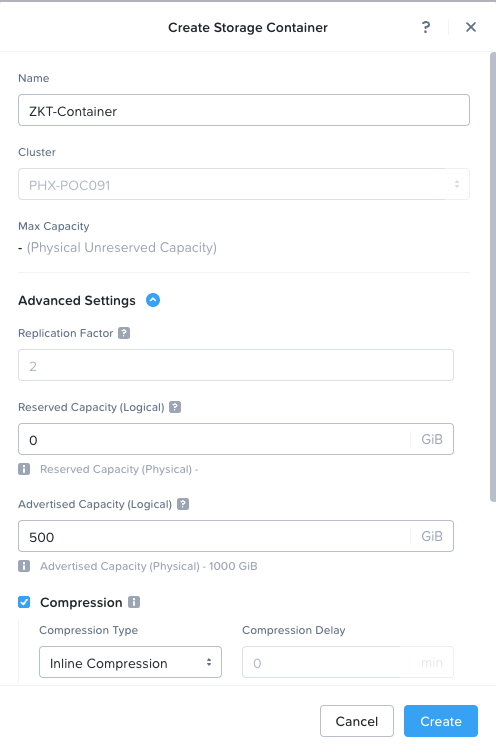 Create Storage Container ?
Name
ZKT-Container
Cluster
PHX-POC091
Max Capacity
- (Physical Unreserved Capacity)
Advanced Settings
Replication Factor ?
2
Reserved Capacity (Logical) ?
0 GiB
i Reserved Capacity (Physical) -
Advertised Capacity (Logical) ?
500 GiB
i Advertised Capacity (Physical) - 1000 GiB
Compression i
Compression Type Compression Delay
Inline Compression 0 min
Cancel Create